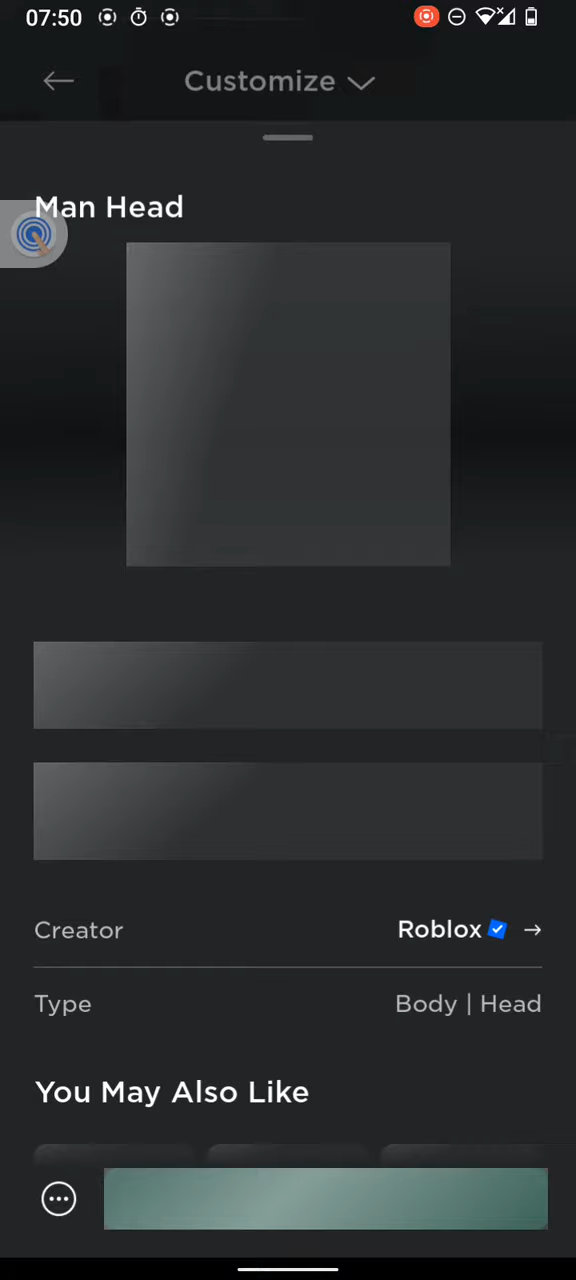 07:50
Customize
Man Head
Creator
Roblox
Type
Body | Head
You May Also Like